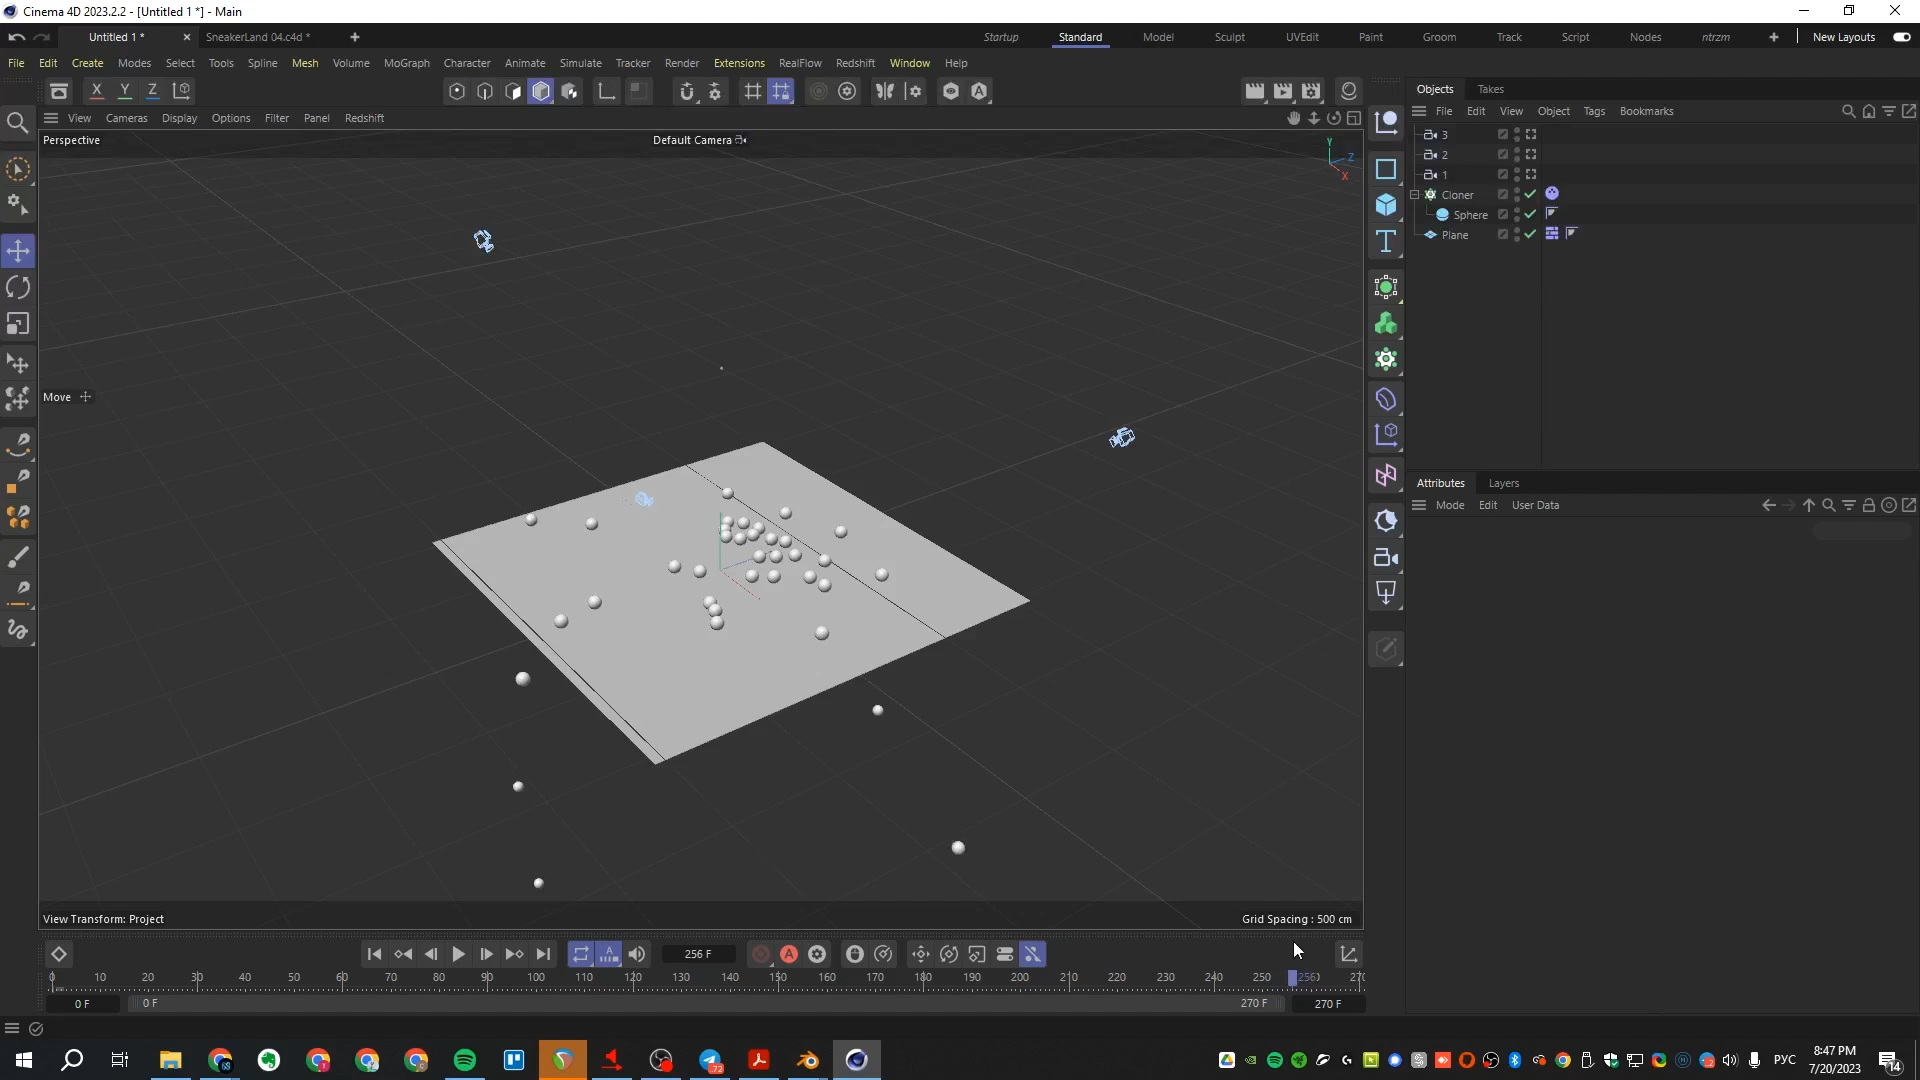 Cinema 4D 2023.2.2 - [Untitled 1 *] - Main
Untitled 1 * SneakerLand 04.c4d * Startup Standard Model Sculpt UVEdit Paint Groom Track Script Nodes ntrzm New Layouts
File Edit Create Modes Select Tools Spline Mesh Volume MoGraph Character Animate Simulate Tracker Render Extensions RealFlow Redshift Window Help
X Y Z
Objects Takes
View Cameras Display Options Filter Panel Redshift
File Edit View Object Tags Bookmarks
Perspective
Default Camera
Y
Z
X
3
2
1
Cloner
Sphere
Plane
Move
Attributes Layers
Mode Edit User Data
View Transform: Project
Grid Spacing : 500 cm
256 F
0 10 20 30 40 50 60 70 80 90 100 110 120 130 140 150 160 170 180 190 200 210 220 230 240 250 256
0 F 0 F 270 F 270 F
72
РУС
8:47 PM
7/20/2023
14